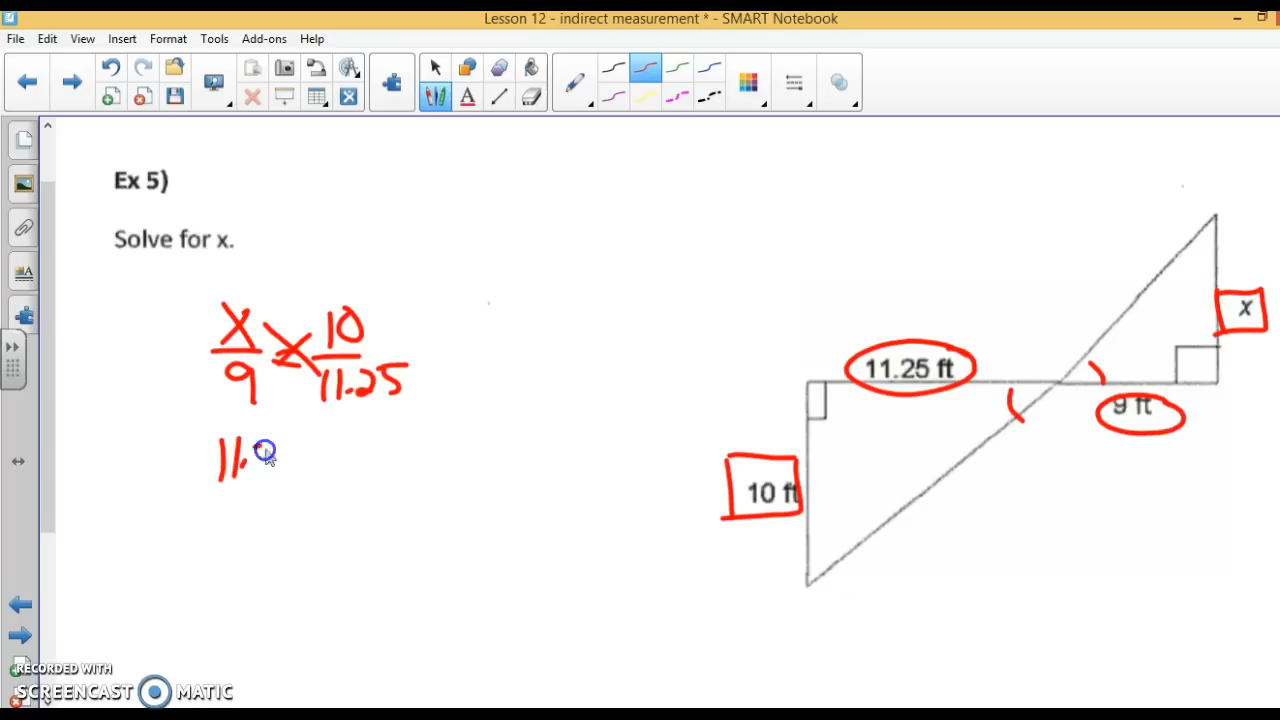 Lesson 12 - indirect measurement * - SMART Notebook
File Edit View Insert Format Tools Add-ons Help
Ex 5)
Solve for x.
x/9 = 10/11.25
11.
x
11.25 ft
9 ft
10 ft
RECORDED WITH
SCREENCAST MATIC